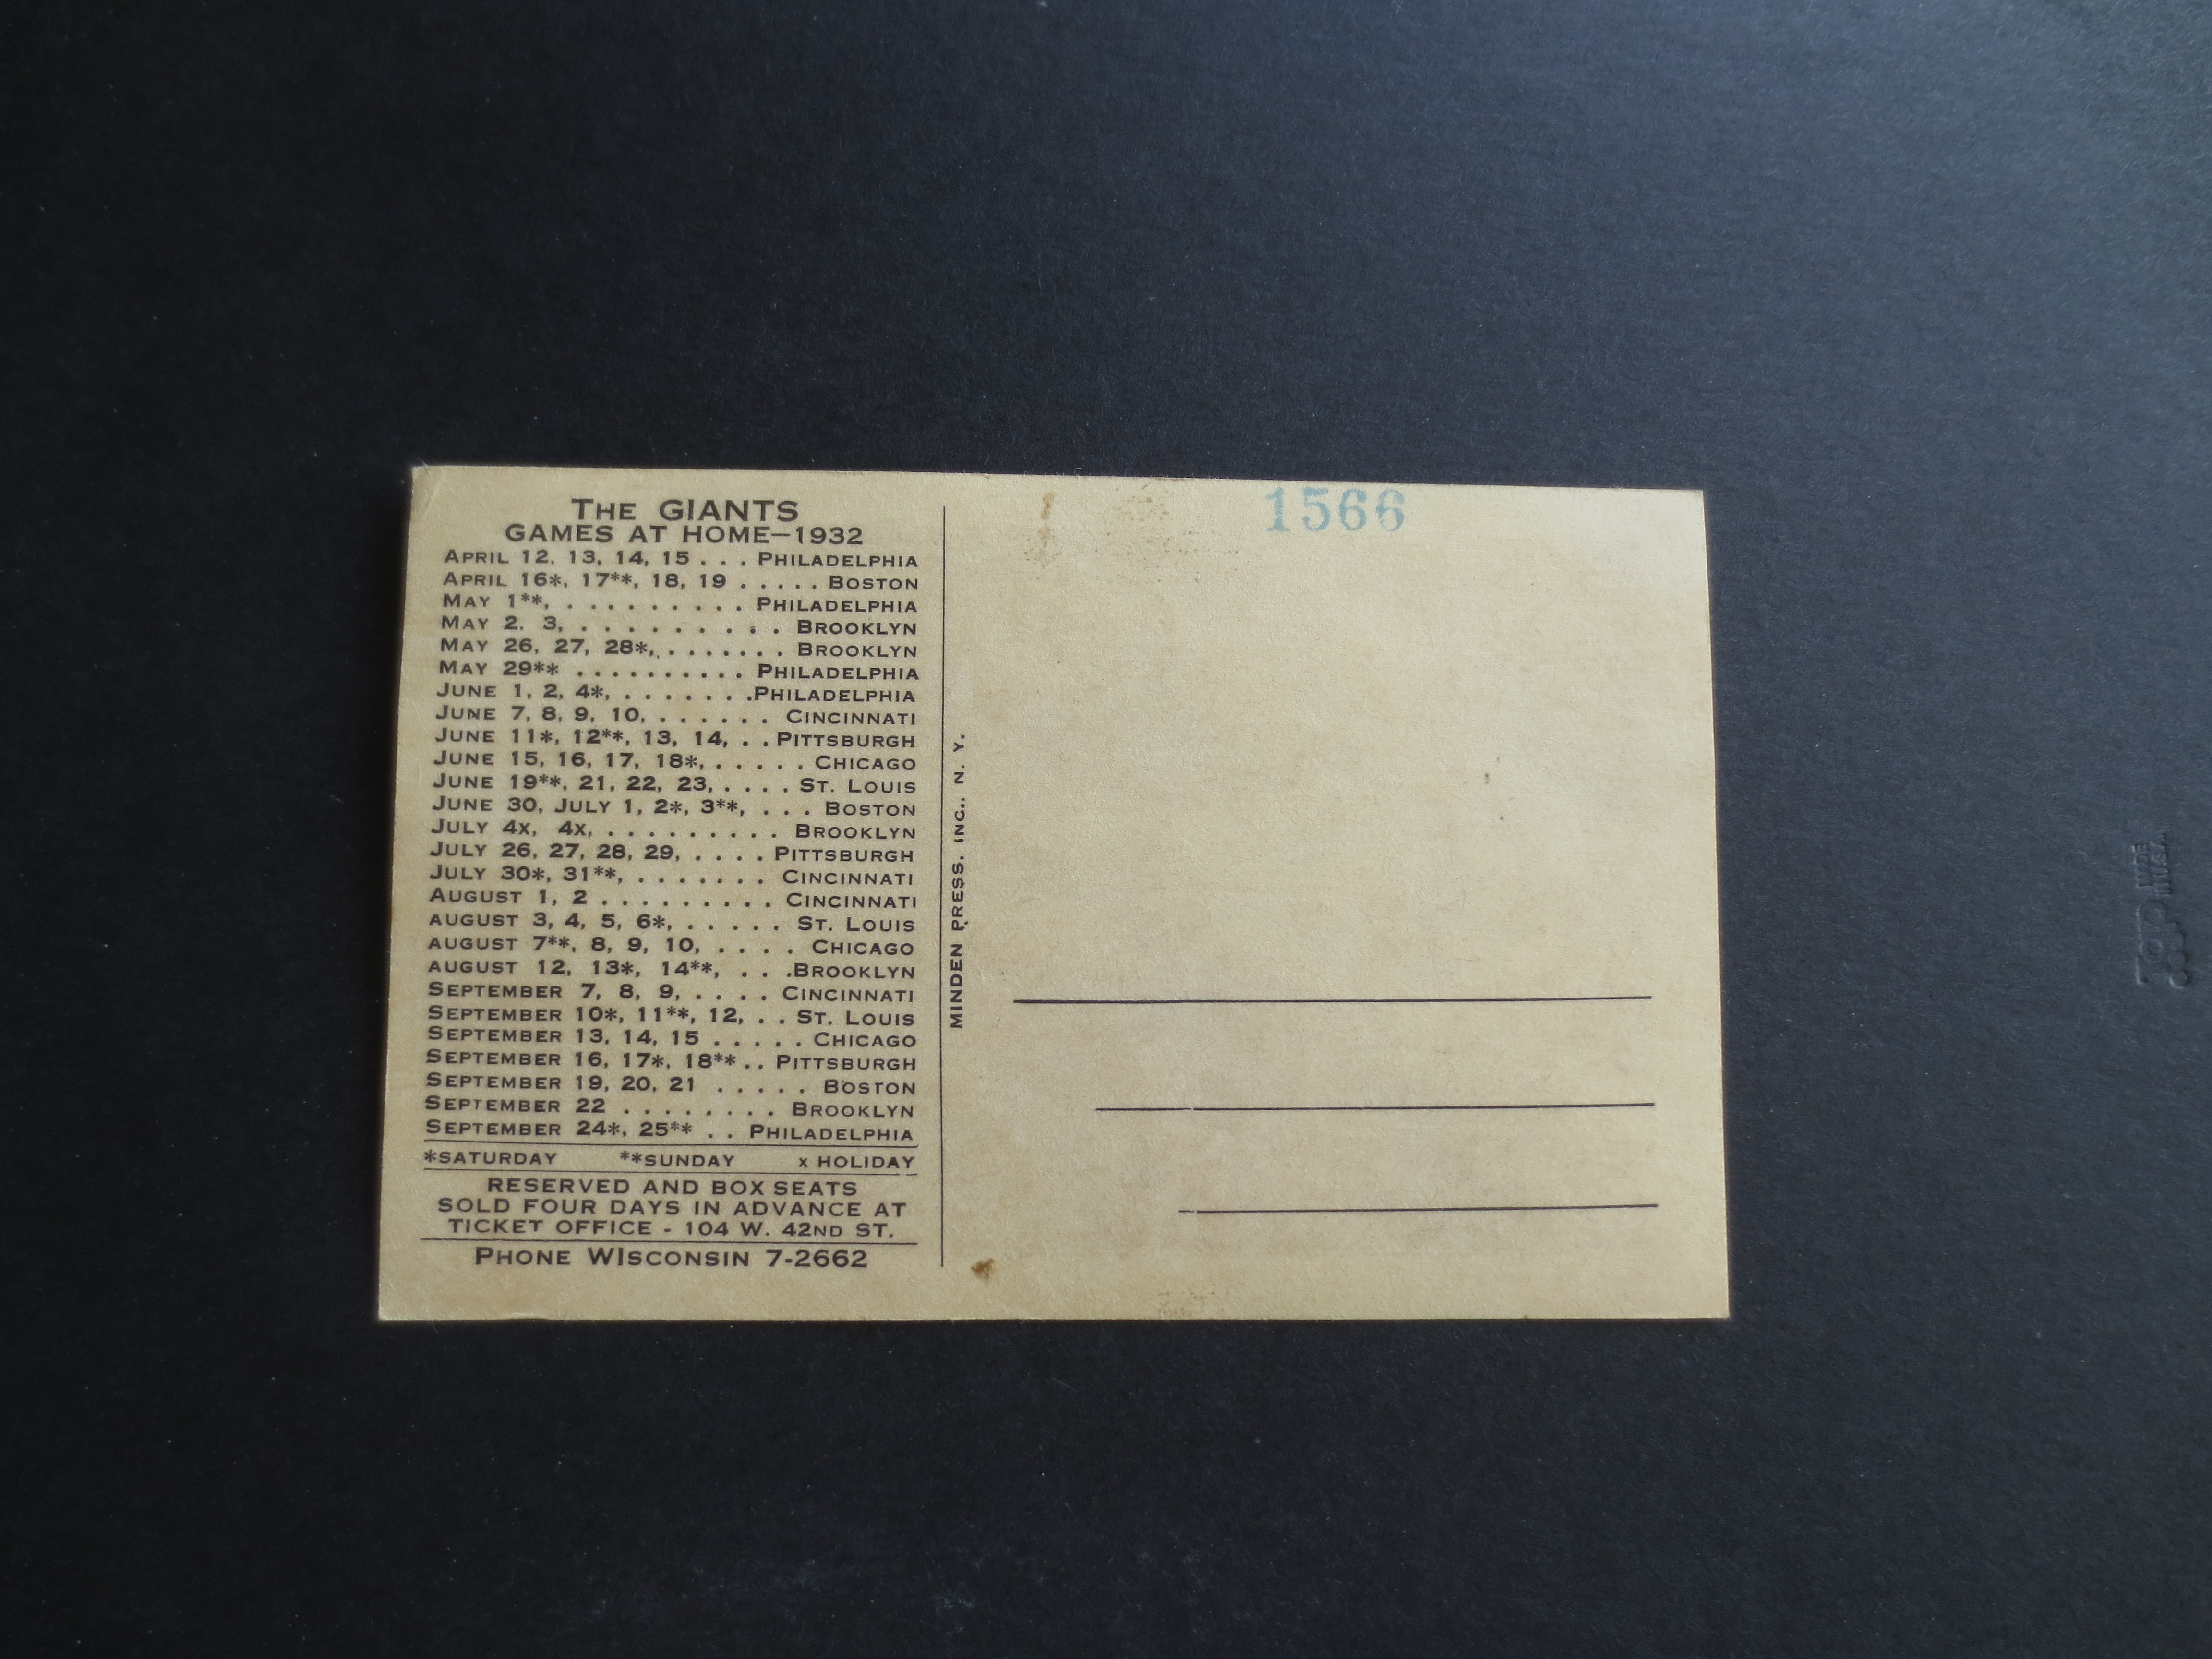 THE GIANTS
GAMES AT HOME—1932
APRIL 12, 13, 14, 15 . . . PHILADELPHIA
APRIL 16*, 17**, 18, 19 . . . . . BOSTON
MAY 1**, . . . . . . . . . . PHILADELPHIA
MAY 2, 3, . . . . . . . . . . BROOKLYN
MAY 26, 27, 28*, . . . . . . . BROOKLYN
MAY 29** . . . . . . . . . . PHILADELPHIA
JUNE 1, 2, 4*, . . . . . . . .PHILADELPHIA
JUNE 7, 8, 9, 10, . . . . . . CINCINNATI
JUNE 11*, 12**, 13, 14, . . PITTSBURGH
JUNE 15, 16, 17, 18*, . . . . . CHICAGO
JUNE 19**, 21, 22, 23, . . . . ST. LOUIS
JUNE 30, JULY 1, 2*, 3**, . . . BOSTON
JULY 4x, 4x, . . . . . . . . . BROOKLYN
JULY 26, 27, 28, 29, . . . . PITTSBURGH
JULY 30*, 31**, . . . . . . . CINCINNATI
AUGUST 1, 2 . . . . . . . . . CINCINNATI
AUGUST 3, 4, 5, 6*, . . . . . . ST. LOUIS
AUGUST 7**, 8, 9, 10, . . . . CHICAGO
AUGUST 12, 13*, 14**, . . .BROOKLYN
SEPTEMBER 7, 8, 9, . . . . CINCINNATI
SEPTEMBER 10*, 11**, 12, . . ST. LOUIS
SEPTEMBER 13, 14, 15 . . . . . CHICAGO
SEPTEMBER 16, 17*, 18** . . PITTSBURGH
SEPTEMBER 19, 20, 21 . . . . . BOSTON
SEPTEMBER 22 . . . . . . . . BROOKLYN
SEPTEMBER 24*, 25** . . PHILADELPHIA
*SATURDAY **SUNDAY x HOLIDAY
RESERVED AND BOX SEATS
SOLD FOUR DAYS IN ADVANCE AT
TICKET OFFICE - 104 W. 42ND ST.
PHONE WISCONSIN 7-2662
MINDEN PRESS, INC., N. Y.
1566